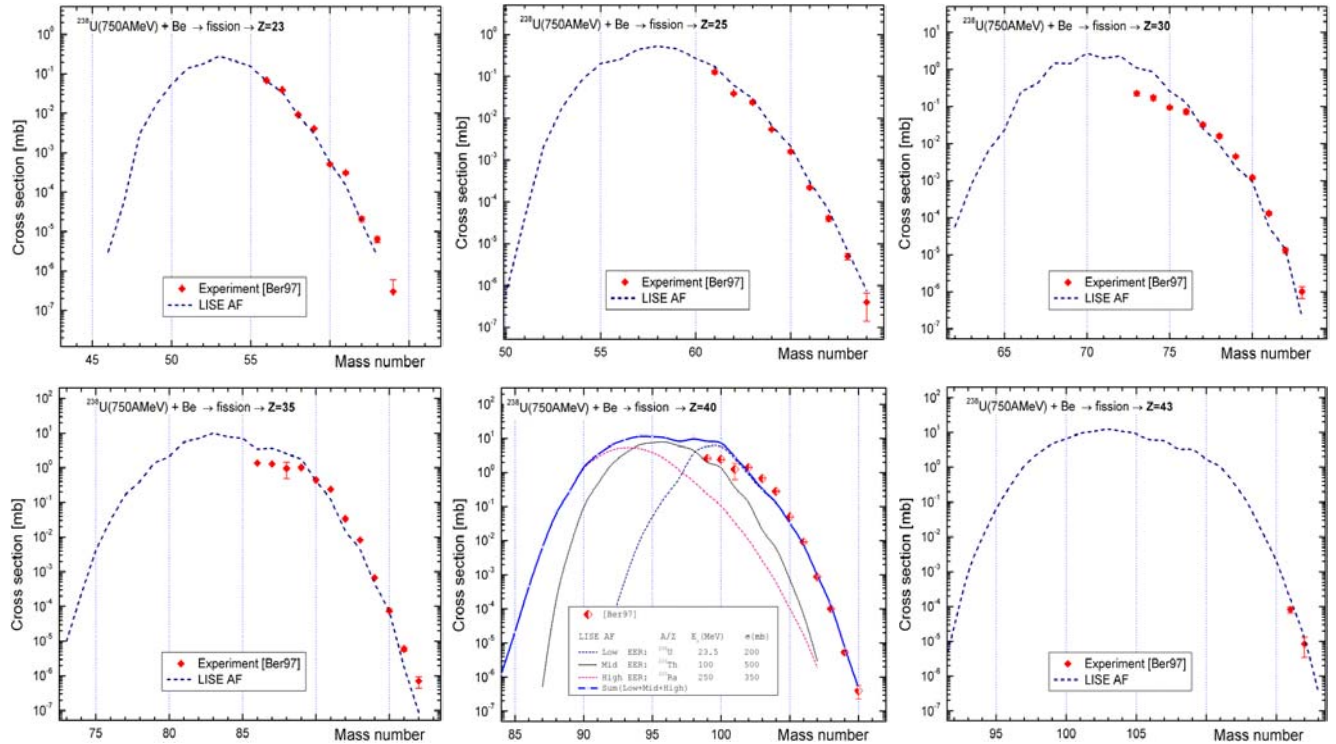 ²³⁸U(750AMeV) + Be → fission → Z=23
Cross section [mb]
10⁰
10⁻¹
10⁻²
10⁻³
10⁻⁴
10⁻⁵
10⁻⁶
10⁻⁷
Experiment [Ber97]
LISE AF
45 50 55 Mass number
²³⁸U(750AMeV) + Be → fission → Z=25
Cross section [mb]
10⁰
10⁻¹
10⁻²
10⁻³
10⁻⁴
10⁻⁵
10⁻⁶
10⁻⁷
Experiment [Ber97]
LISE AF
50 55 60 Mass number
²³⁸U(750AMeV) + Be → fission → Z=30
Cross section [mb]
10¹
10⁰
10⁻¹
10⁻²
10⁻³
10⁻⁴
10⁻⁵
10⁻⁶
10⁻⁷
Experiment [Ber97]
LISE AF
65 70 75 Mass number
²³⁸U(750AMeV) + Be → fission → Z=35
Cross section [mb]
10²
10¹
10⁰
10⁻¹
10⁻²
10⁻³
10⁻⁴
10⁻⁵
10⁻⁶
10⁻⁷
Experiment [Ber97]
LISE AF
75 80 85 Mass number
²³⁸U(750AMeV) + Be → fission → Z=40
Cross section [mb]
10²
10¹
10⁰
10⁻¹
10⁻²
10⁻³
10⁻⁴
10⁻⁵
10⁻⁶
10⁻⁷
[Ber97]
LISE AF A/Z (MeV) (mb)
Low EER: U 23.5 200
Mid EER: Th 100 500
High EER: Ra 250 350
Sum(Low+Mid+High)
85 90 95 100 Mass number
²³⁸U(750AMeV) + Be → fission → Z=43
Cross section [mb]
10²
10¹
10⁰
10⁻¹
10⁻²
10⁻³
10⁻⁴
10⁻⁵
10⁻⁶
10⁻⁷
Experiment [Ber97]
LISE AF
95 100 105 Mass number